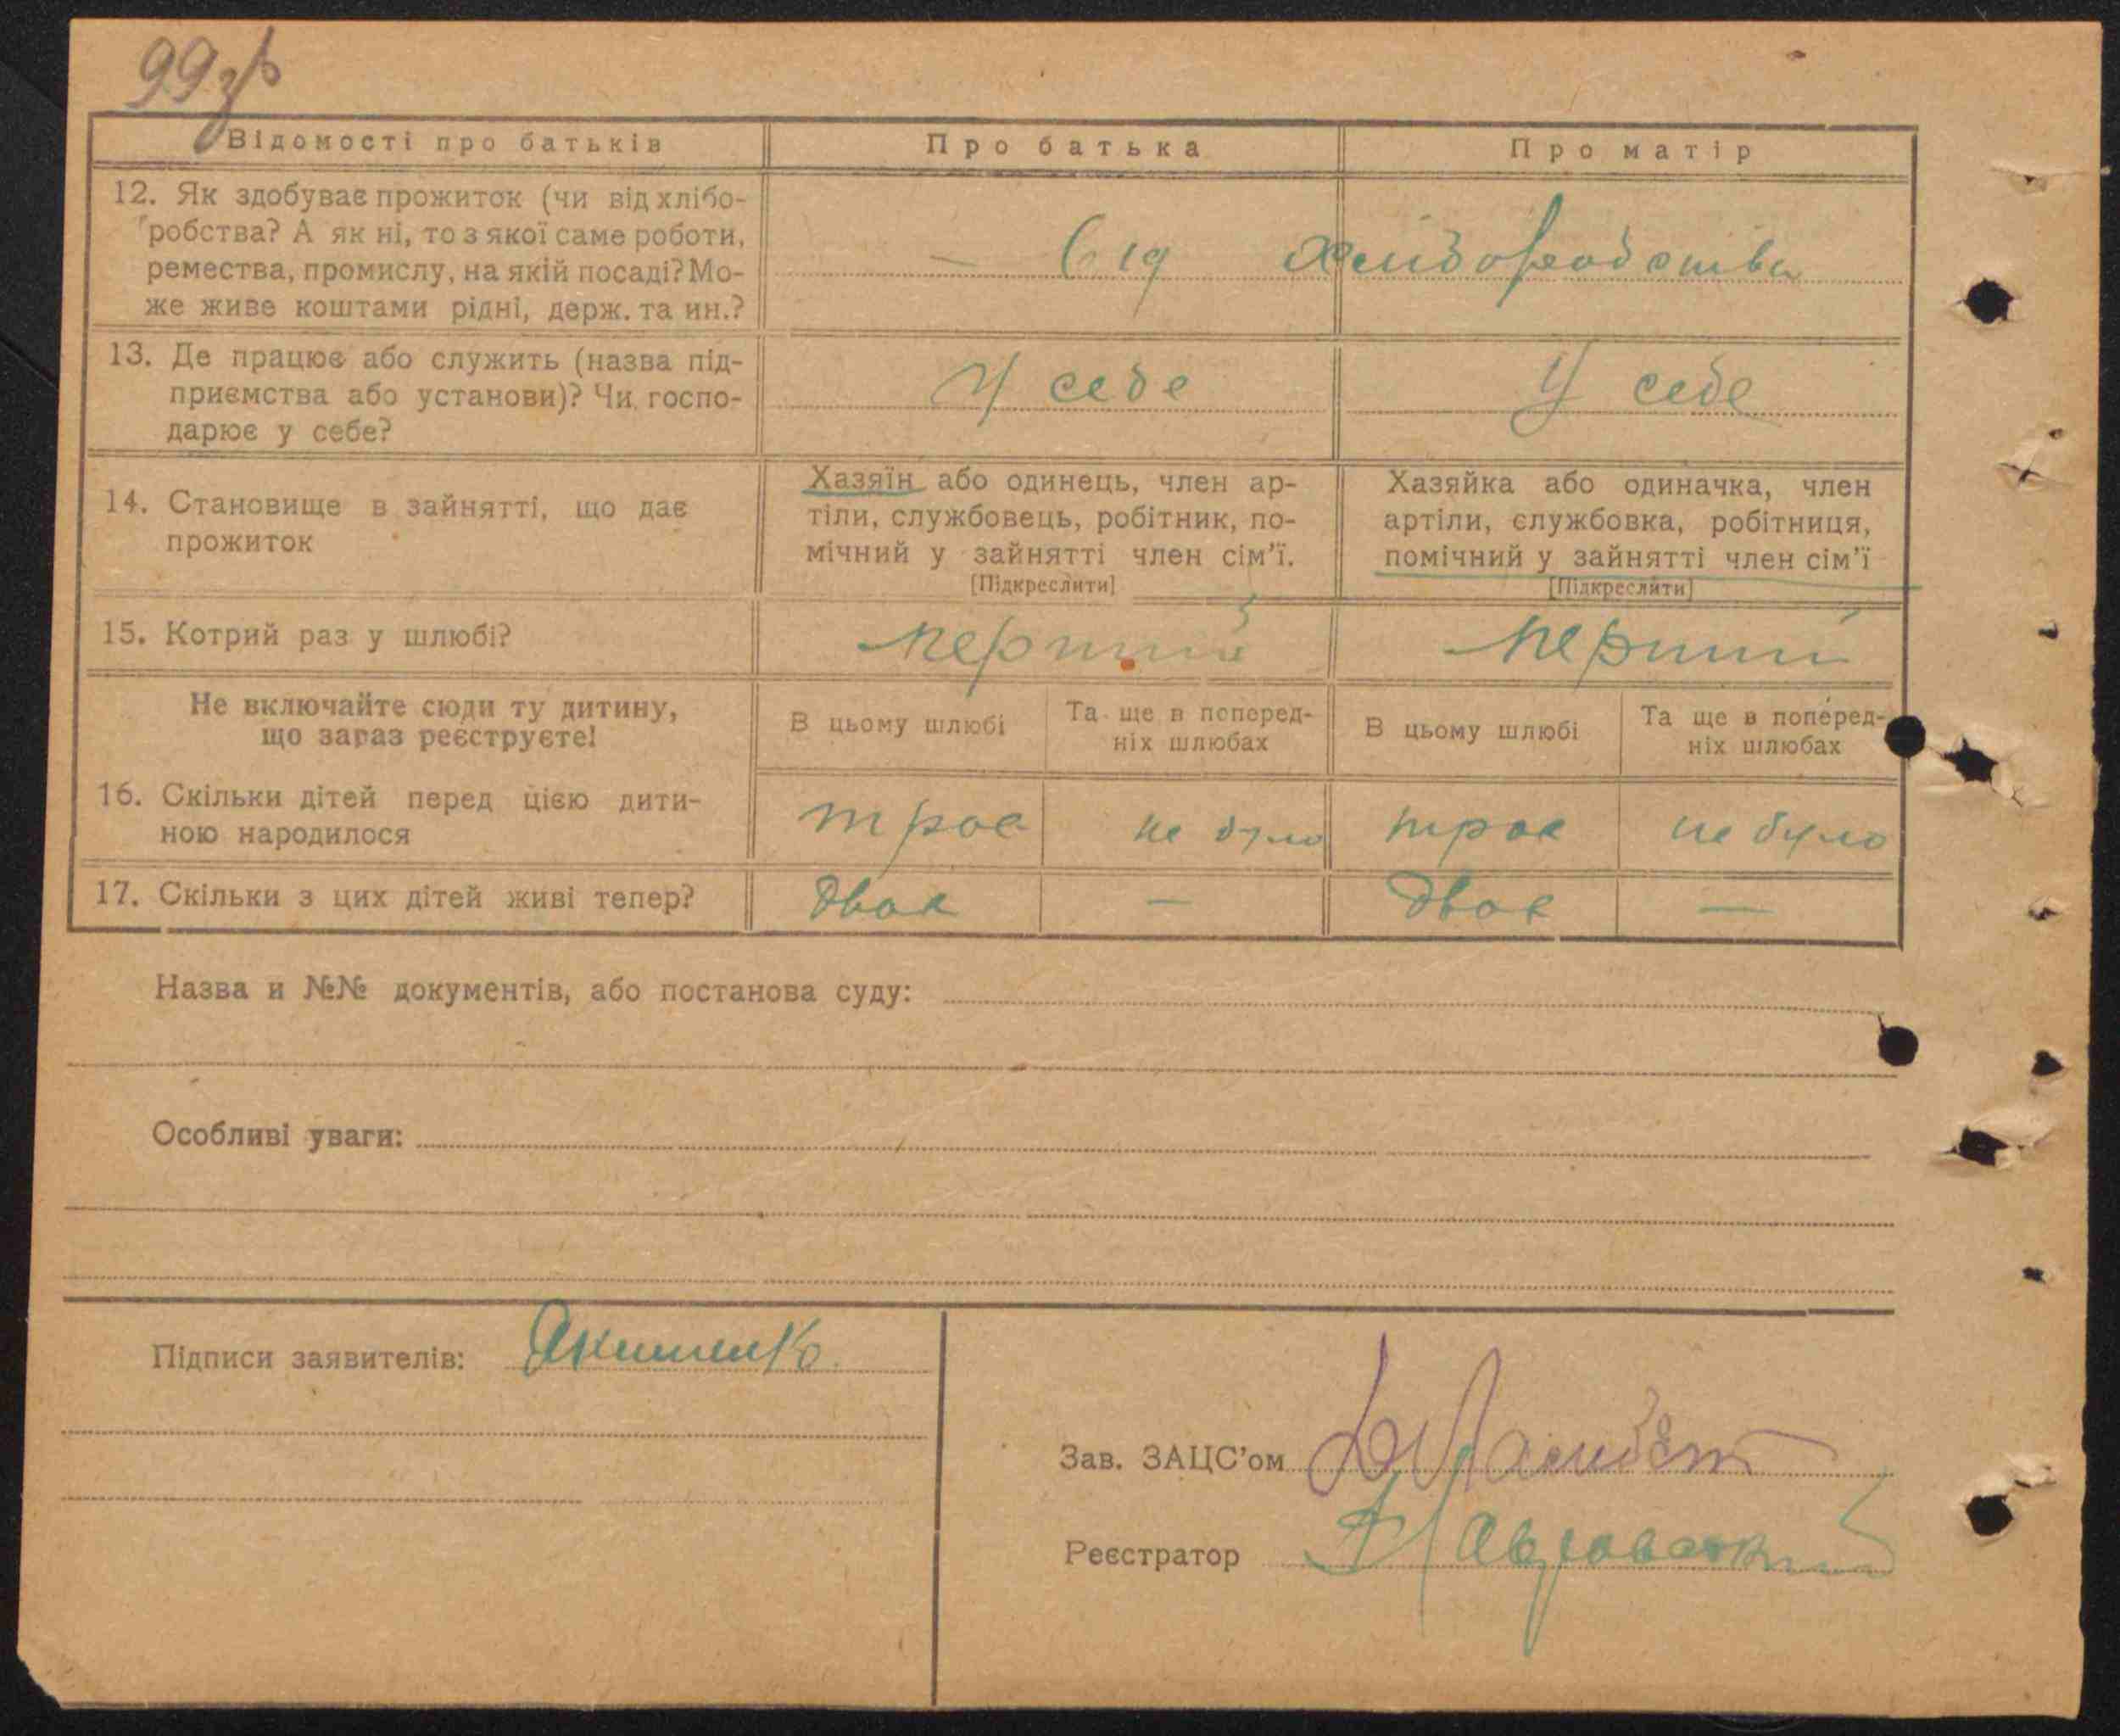 99зв
Відомості про батьків
Про батька
Про матір
12. Як здобуває прожиток (чи від хлібо-
робства? А як ні, то з якої саме роботи,
ремества, промислу, на якій посаді? Мо-
же живе коштами рідні, держ. та ин.?
— від хліборобства
13. Де працює або служить (назва під-
приємства або установи)? Чи госпо-
дарює у себе?
У себе
У себе
14. Становище в зайнятті, що дає
прожиток
Хазяїн або одинець, член ар-
тіли, службовець, робітник, по-
мічний у зайнятті член сім'ї.
[Підкреслити]
Хазяйка або одиначка, член
артіли, службовка, робітниця,
помічний у зайнятті член сім'ї
[Підкреслити]
15. Котрий раз у шлюбі?
перший
перший
Не включайте сюди ту дитину,
що зараз реєструєте!
В цьому шлюбі
Та ще в поперед-
ніх шлюбах
В цьому шлюбі
Та ще в поперед-
ніх шлюбах
16. Скільки дітей перед цією дити-
ною народилося
троє
не було
троє
не було
17. Скільки з цих дітей живі тепер?
двоє
—
двоє
—
Назва и №№ документів, або постанова суду:
Особливі уваги:
Підписи заявителів:
Зав. ЗАЦС'ом
Реєстратор